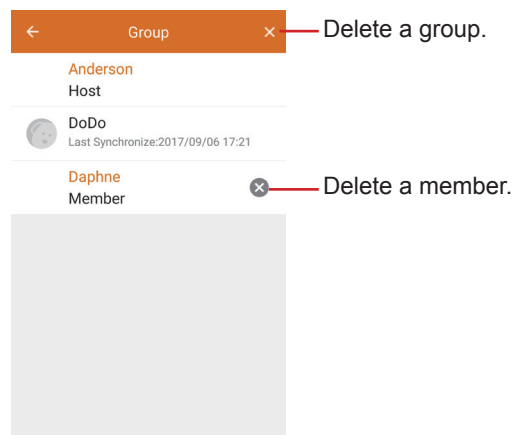 Group
Delete a group.
Anderson
Host
DoDo
Last Synchronize:2017/09/06 17:21
Daphne
Member
Delete a member.